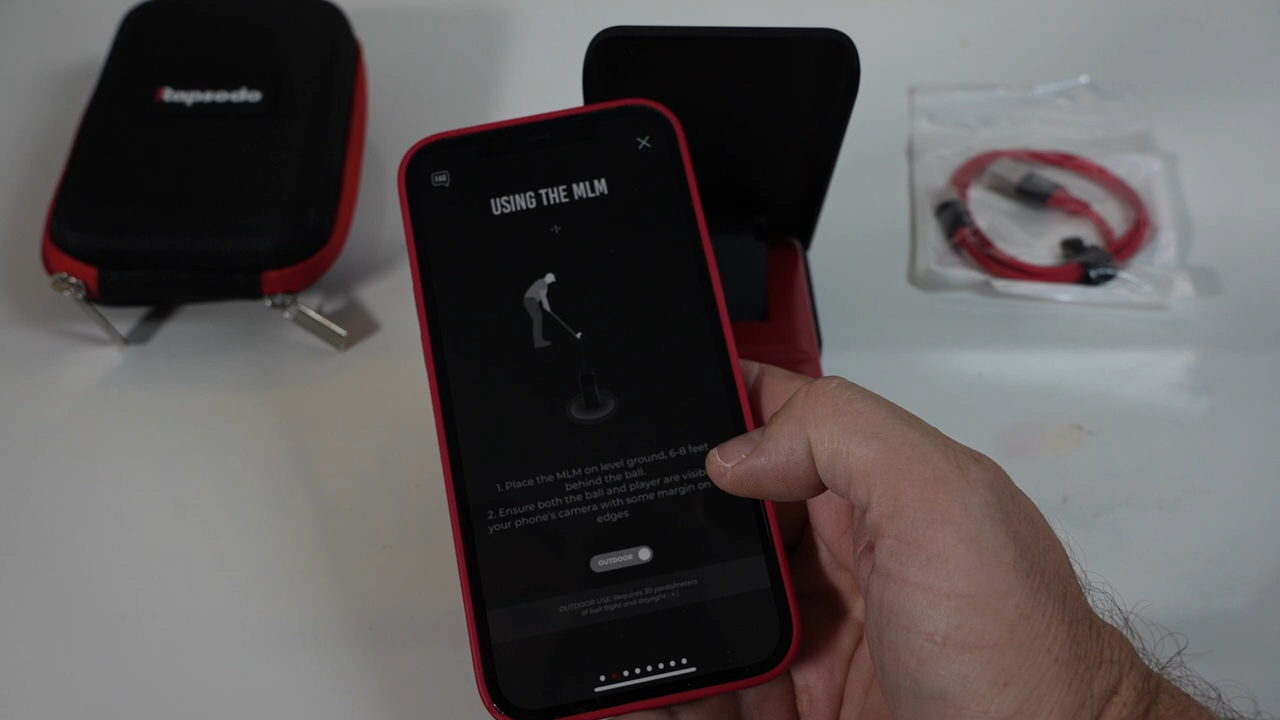 Rapsodo
FAQ
USING THE MLM
1. Place the MLM on level ground, 6-8 feet
behind the ball.
2. Ensure both the ball and player are visib
your phone's camera with some margin on
edges
OUTDOOR
OUTDOOR USE: Requires 30 yards/meters
of ball flight and daylight